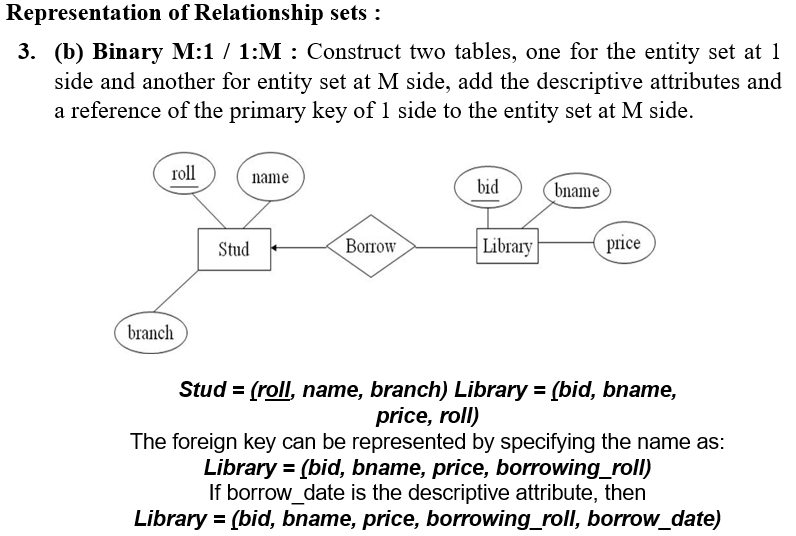 Representation of Relationship sets :
3. (b) Binary M:1 / 1:M : Construct two tables, one for the entity set at 1
side and another for entity set at M side, add the descriptive attributes and
a reference of the primary key of 1 side to the entity set at M side.
roll
name
bid
bname
Stud
Borrow
Library
price
branch
Stud = (roll, name, branch) Library = (bid, bname,
price, roll)
The foreign key can be represented by specifying the name as:
Library = (bid, bname, price, borrowing_roll)
If borrow_date is the descriptive attribute, then
Library = (bid, bname, price, borrowing_roll, borrow_date)